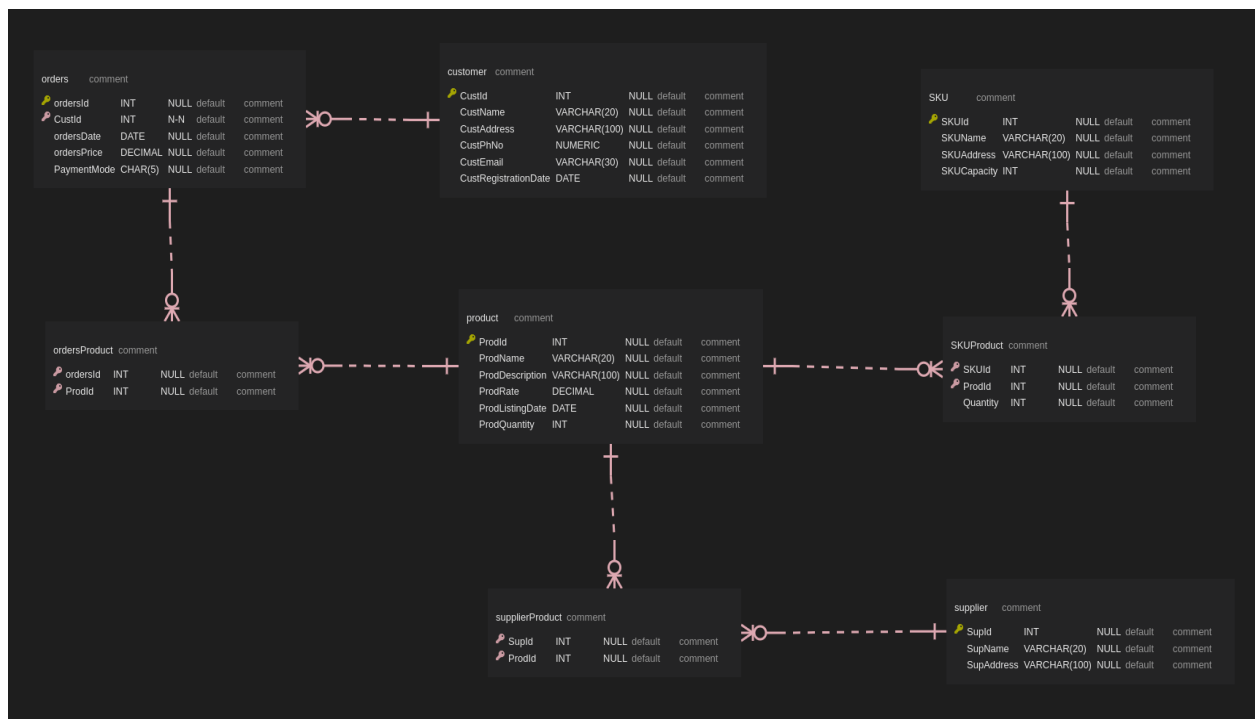 orders comment
ordersId INT NULL default comment
CustId INT N-N default comment
ordersDate DATE NULL default comment
ordersPrice DECIMAL NULL default comment
PaymentMode CHAR(5) NULL default comment
customer comment
CustId INT NULL default comment
CustName VARCHAR(20) NULL default comment
CustAddress VARCHAR(100) NULL default comment
CustPhNo NUMERIC NULL default comment
CustEmail VARCHAR(30) NULL default comment
CustRegistrationDate DATE NULL default comment
SKU comment
SKUId INT NULL default comment
SKUName VARCHAR(20) NULL default comment
SKUAddress VARCHAR(100) NULL default comment
SKUCapacity INT NULL default comment
ordersProduct comment
ordersId INT NULL default comment
ProdId INT NULL default comment
product comment
ProdId INT NULL default comment
ProdName VARCHAR(20) NULL default comment
ProdDescription VARCHAR(100) NULL default comment
ProdRate DECIMAL NULL default comment
ProdListingDate DATE NULL default comment
ProdQuantity INT NULL default comment
SKUProduct comment
SKUId INT NULL default comment
ProdId INT NULL default comment
Quantity INT NULL default comment
supplierProduct comment
SupId INT NULL default comment
ProdId INT NULL default comment
supplier comment
SupId INT NULL default comment
SupName VARCHAR(20) NULL default comment
SupAddress VARCHAR(100) NULL default comment